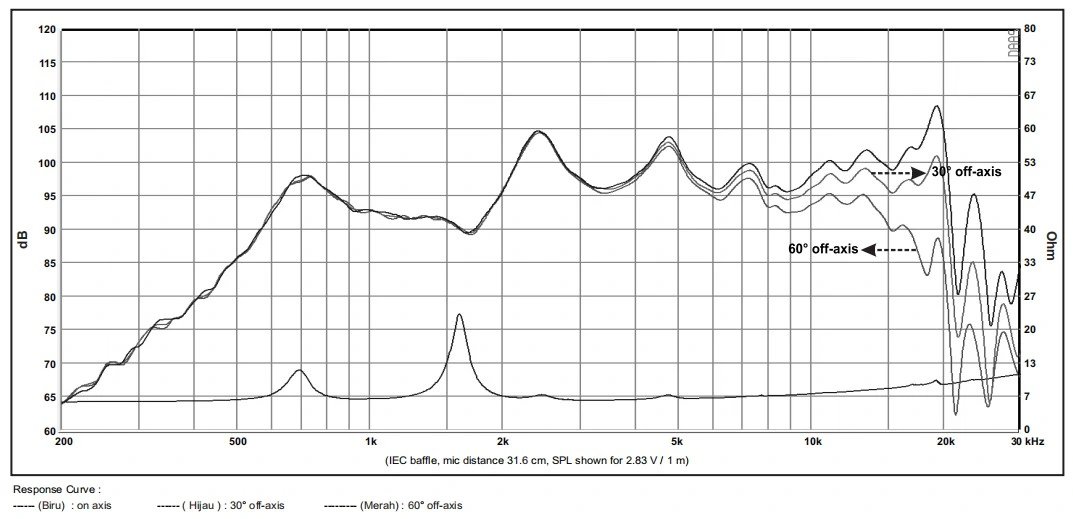 120
115
110
105
100
95
90
85
80
75
70
65
60
dB
80
73
67
60
53
47
40
33
27
20
13
7
0
Ohm
DAAS
30° off-axis
60° off-axis
200 500 1k 2k 5k 10k 20k 30 kHz
(IEC baffle, mic distance 31.6 cm, SPL shown for 2.83 V / 1 m)
Response Curve :
------ (Biru) : on axis ------ ( Hijau ) : 30° off-axis --------- (Merah) : 60° off-axis